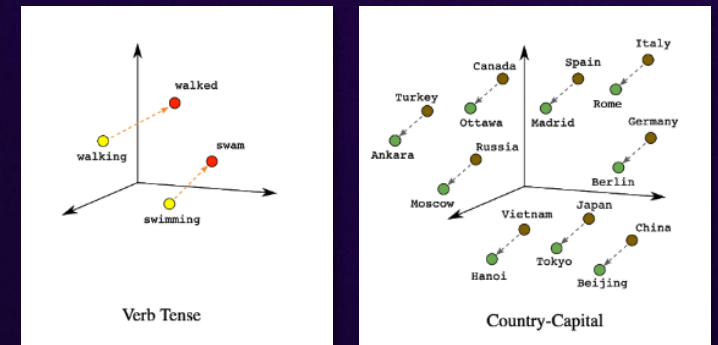 walked
walking
swam
swimming
Verb Tense
Italy
Canada
Spain
Turkey
Rome
Ottawa
Madrid
Germany
Ankara
Russia
Berlin
Moscow
Japan
Vietnam
China
Tokyo
Hanoi
Beijing
Country-Capital